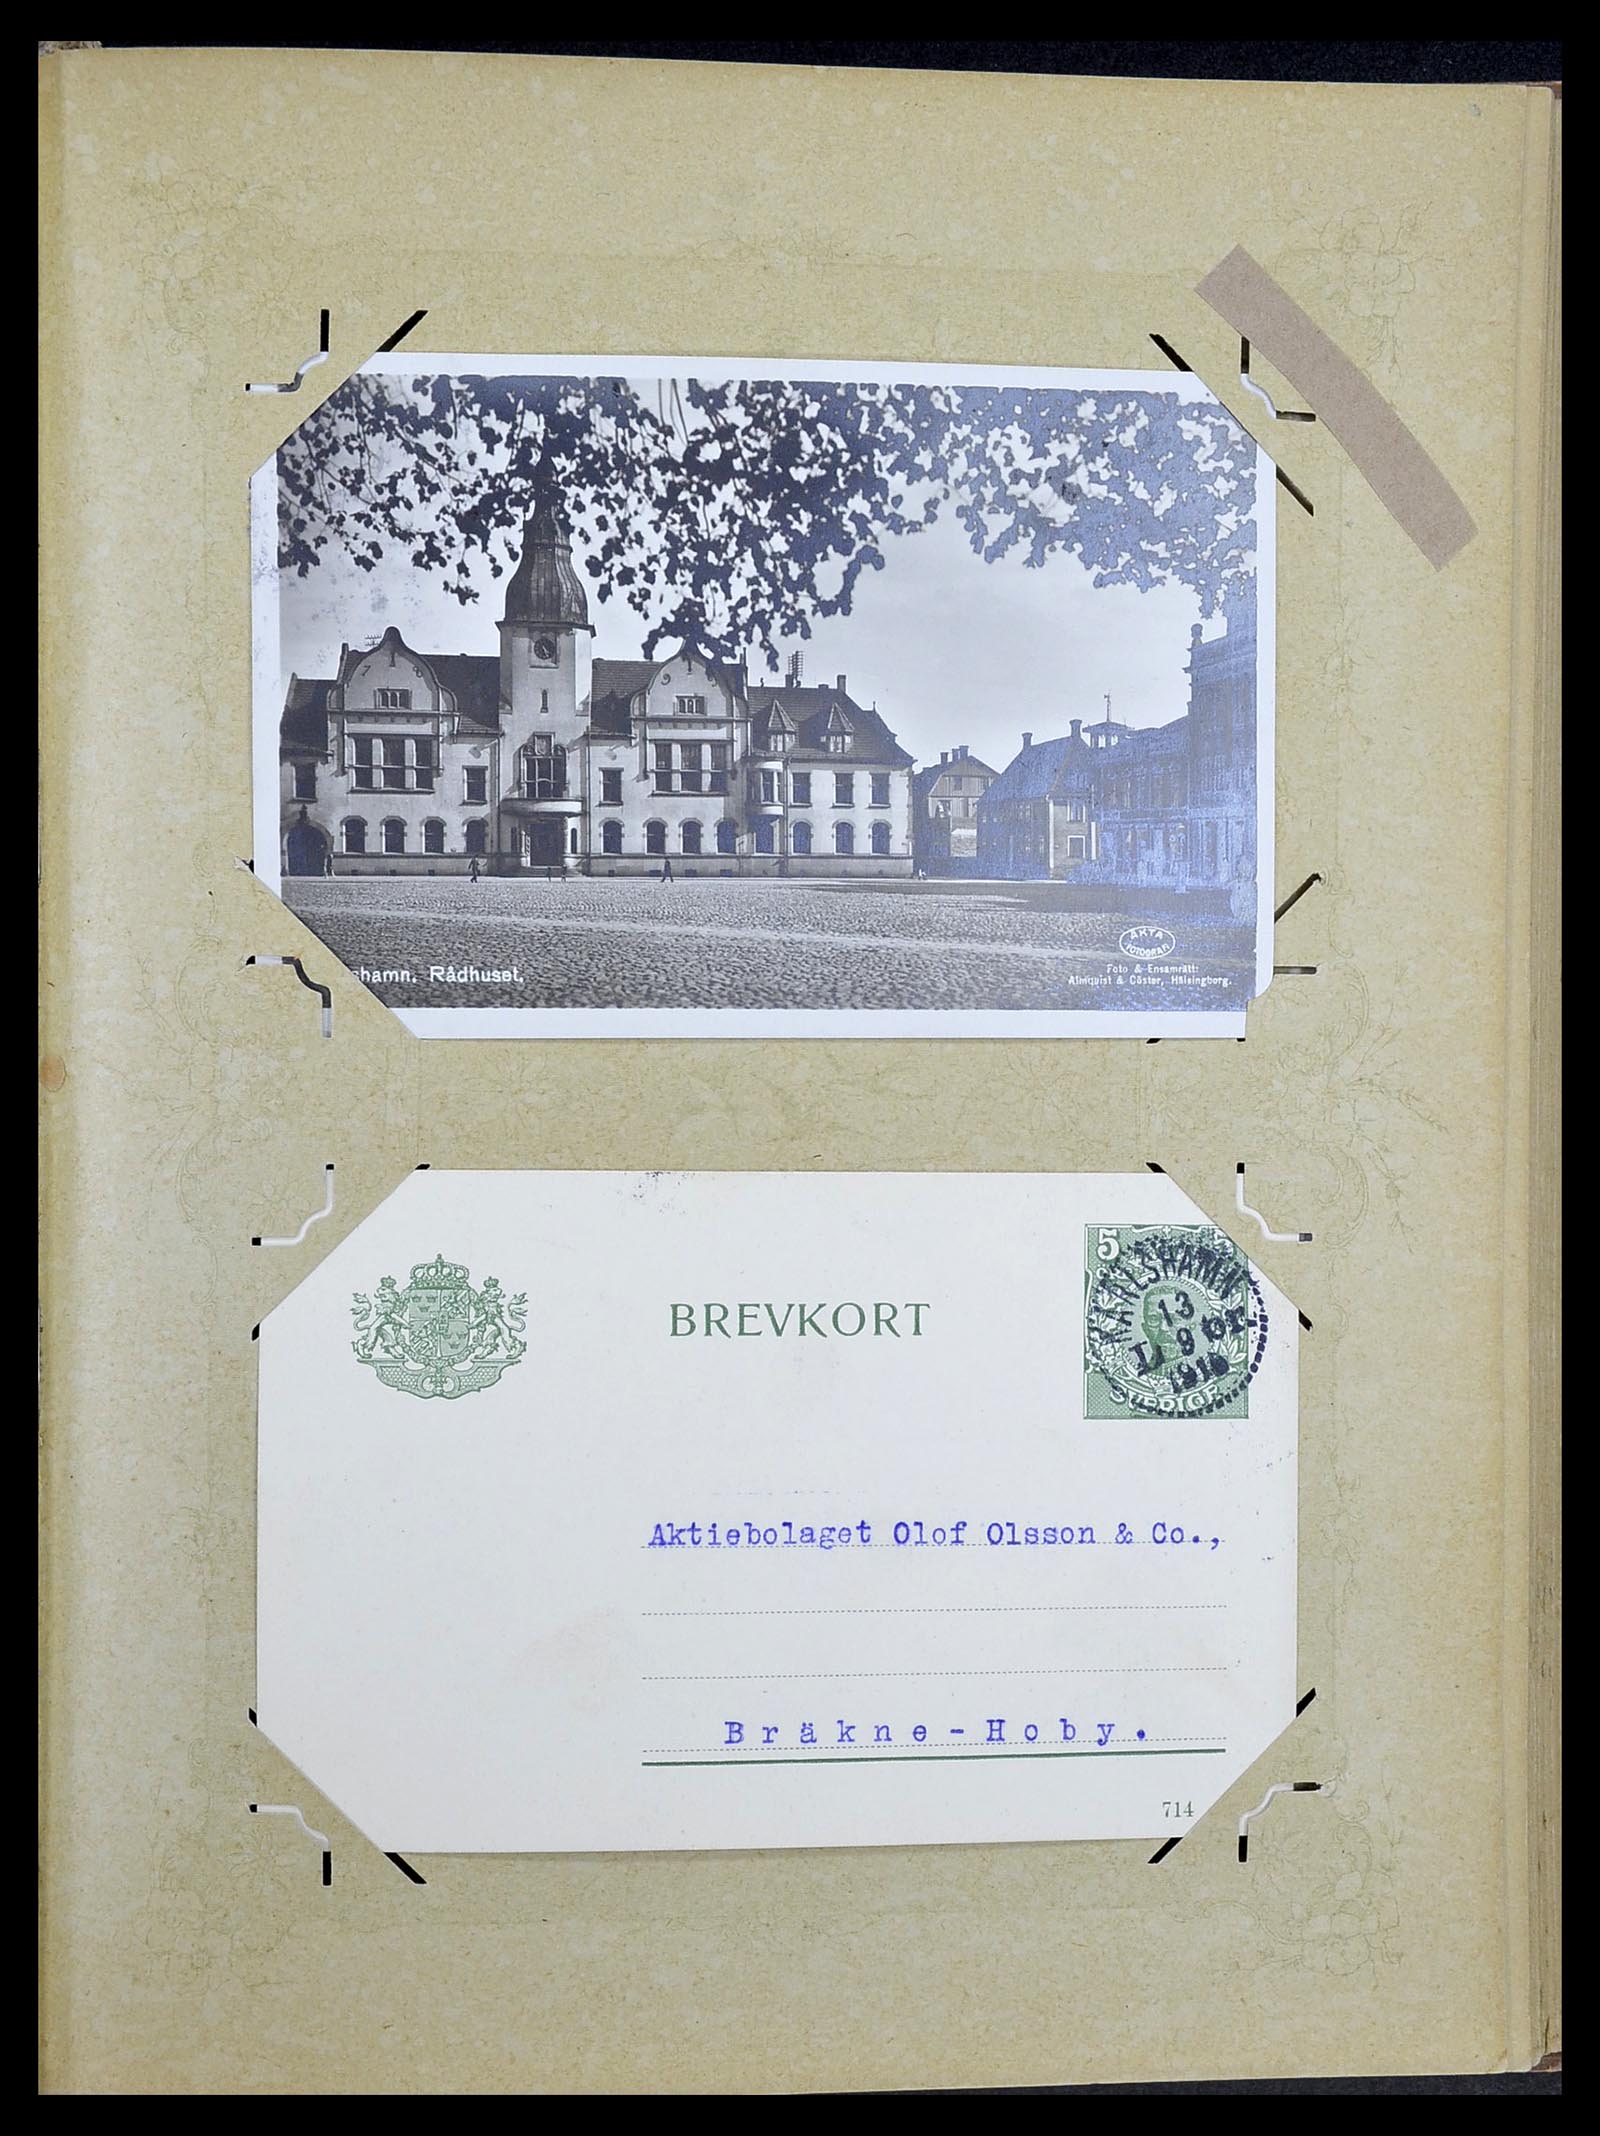 shamn. Rådhuset.
ÄKTA
FOTOGRAFI
Foto & Ensamrätt:
Almquist & Cöster, Hälsingborg.
BREVKORT
5
KARLSHAMN
13
9
1916
SVERIGE
Aktiebolaget Olof Olsson & Co.,
Bräkne-Hoby.
714